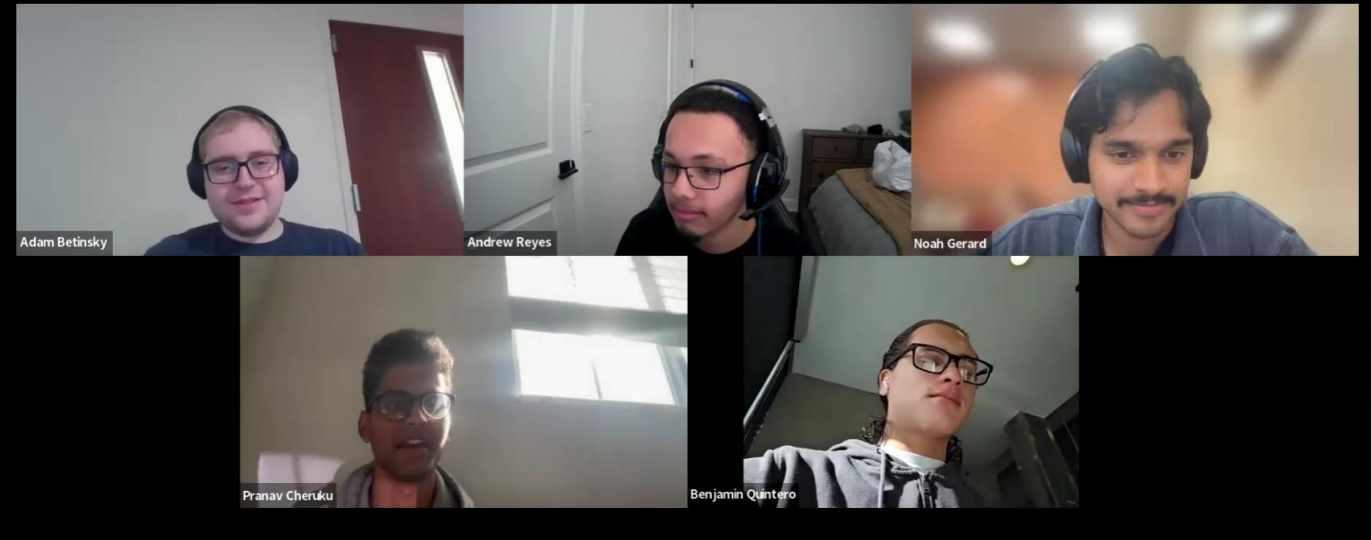 Adam Betinsky
Andrew Reyes
Noah Gerard
Pranav Cheruku
Benjamin Quintero